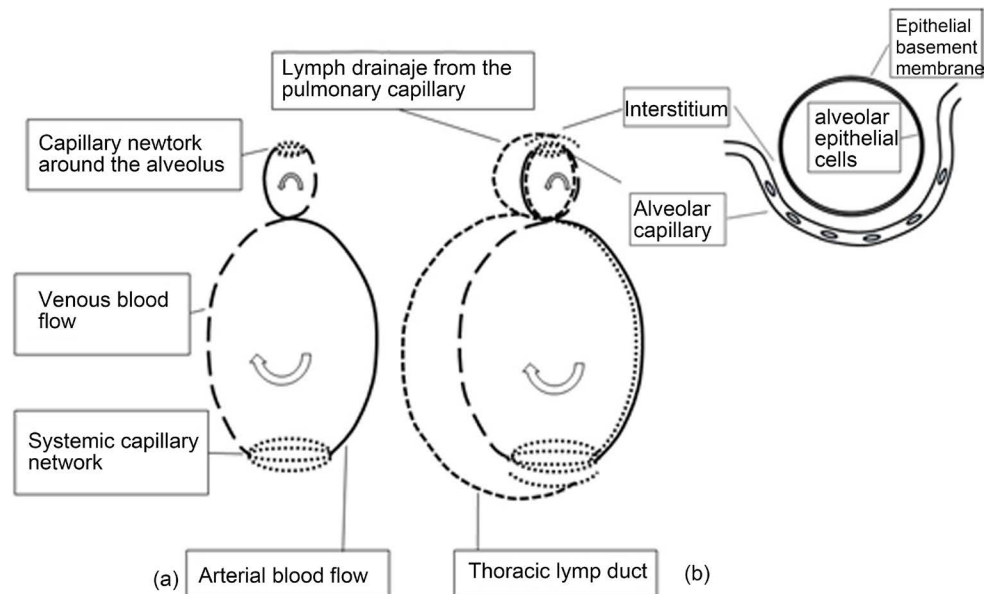 Epithelial
basement
membrane
Lymph drainaje from the
pulmonary capillary
Interstitium
alveolar
epithelial
cells
Capillary newtork
around the alveolus
Alveolar
capillary
Venous blood
flow
Systemic capillary
network
(a)
Arterial blood flow
Thoracic lymp duct
(b)